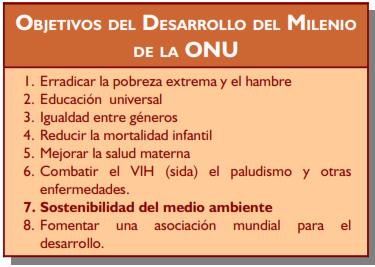 OBJETIVOS DEL DESARROLLO DEL MILENIO
DE LA ONU
1. Erradicar la pobreza extrema y el hambre
2. Educación universal
3. Igualdad entre géneros
4. Reducir la mortalidad infantil
5. Mejorar la salud materna
6. Combatir el VIH (sida) el paludismo y otras
enfermedades.
7. Sostenibilidad del medio ambiente
8. Fomentar una asociación mundial para el
desarrollo.